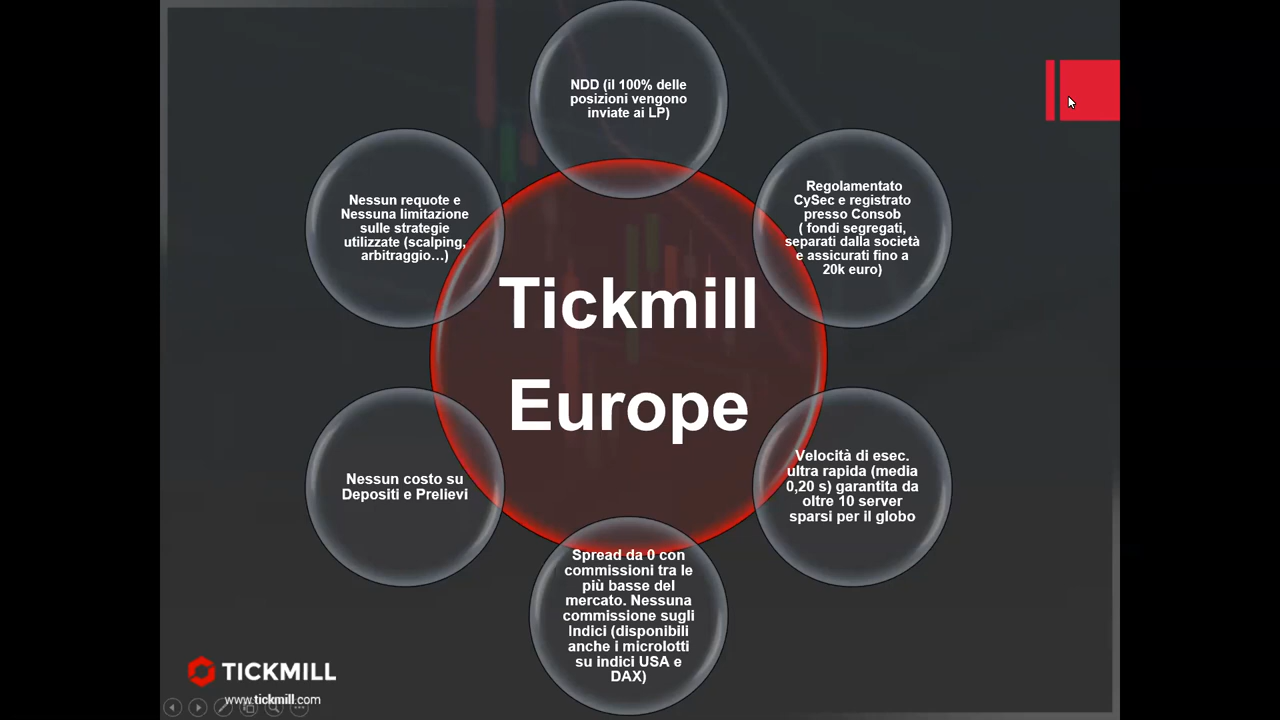 NDD (il 100% delle
posizioni vengono
inviate ai LP)
Regolamentato
CySec e registrato
presso Consob
( fondi segregati,
separati dalla società
e assicurati fino a
20k euro)
Velocità di esec.
ultra rapida (media
0,20 s) garantita da
oltre 10 server
sparsi per il globo
Spread da 0 con
commissioni tra le
più basse del
mercato. Nessuna
commissione sugli
Indici (disponibili
anche i microlotti
su indici USA e
DAX)
Nessun costo su
Depositi e Prelievi
Nessun requote e
Nessuna limitazione
sulle strategie
utilizzate (scalping,
arbitraggio…)
Tickmill
Europe
TICKMILL
www.tickmill.com